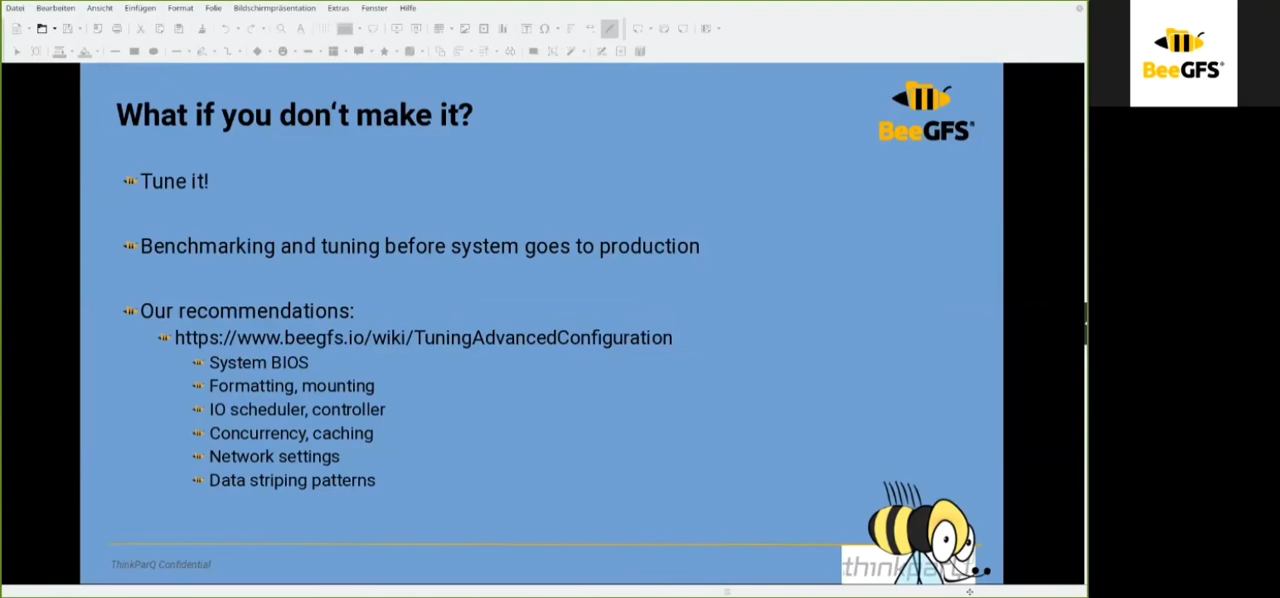 Datei Bearbeiten Ansicht Einfügen Format Folie Bildschirmpräsentation Extras Fenster Hilfe
What if you don‘t make it?
BeeGFS®
BeeGFS®
Tune it!
Benchmarking and tuning before system goes to production
Our recommendations:
https://www.beegfs.io/wiki/TuningAdvancedConfiguration
System BIOS
Formatting, mounting
IO scheduler, controller
Concurrency, caching
Network settings
Data striping patterns
ThinkParQ Confidential
thinkparQ